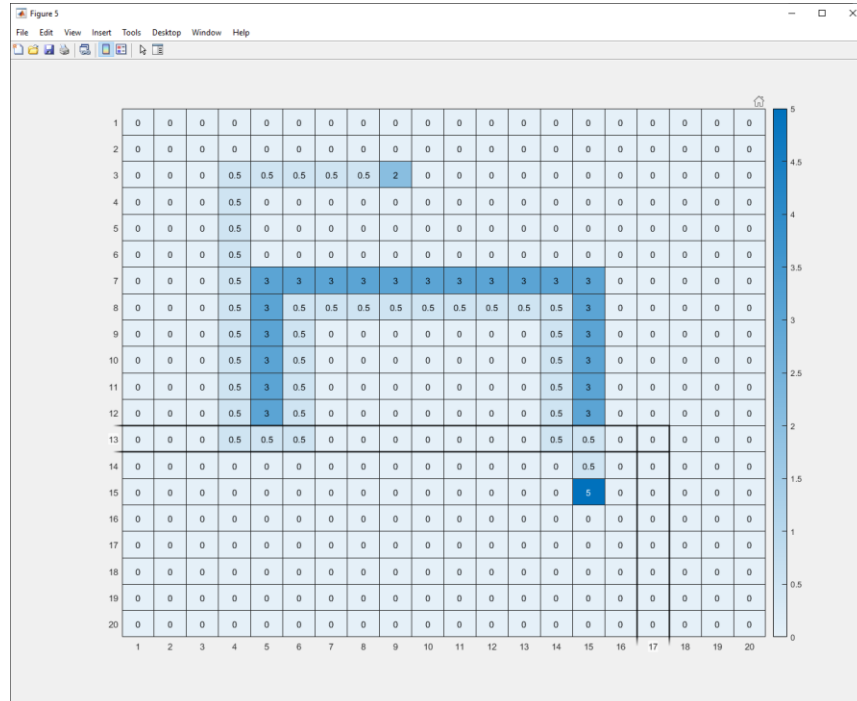 Figure 5
File Edit View Insert Tools Desktop Window Help
5
1 0 0 0 0 0 0 0 0 0 0 0 0 0 0 0 0 0 0 0 0
2 0 0 0 0 0 0 0 0 0 0 0 0 0 0 0 0 0 0 0 0
4.5
3 0 0 0 0.5 0.5 0.5 0.5 0.5 2 0 0 0 0 0 0 0 0 0 0 0
4 0 0 0 0.5 0 0 0 0 0 0 0 0 0 0 0 0 0 0 0 0
4
5 0 0 0 0.5 0 0 0 0 0 0 0 0 0 0 0 0 0 0 0 0
6 0 0 0 0.5 0 0 0 0 0 0 0 0 0 0 0 0 0 0 0 0
3.5
7 0 0 0 0.5 3 3 3 3 3 3 3 3 3 3 3 0 0 0 0 0
8 0 0 0 0.5 3 0.5 0.5 0.5 0.5 0.5 0.5 0.5 0.5 0.5 3 0 0 0 0 0
3
9 0 0 0 0.5 3 0.5 0 0 0 0 0 0 0 0.5 3 0 0 0 0 0
10 0 0 0 0.5 3 0.5 0 0 0 0 0 0 0 0.5 3 0 0 0 0 0
2.5
11 0 0 0 0.5 3 0.5 0 0 0 0 0 0 0 0.5 3 0 0 0 0 0
12 0 0 0 0.5 3 0.5 0 0 0 0 0 0 0 0.5 3 0 0 0 0 0
2
13 0 0 0 0.5 0.5 0.5 0 0 0 0 0 0 0 0.5 0.5 0 0 0 0 0
14 0 0 0 0 0 0 0 0 0 0 0 0 0 0 0.5 0 0 0 0 0
1.5
15 0 0 0 0 0 0 0 0 0 0 0 0 0 0 5 0 0 0 0 0
16 0 0 0 0 0 0 0 0 0 0 0 0 0 0 0 0 0 0 0 0
1
17 0 0 0 0 0 0 0 0 0 0 0 0 0 0 0 0 0 0 0 0
18 0 0 0 0 0 0 0 0 0 0 0 0 0 0 0 0 0 0 0 0
0.5
19 0 0 0 0 0 0 0 0 0 0 0 0 0 0 0 0 0 0 0 0
20 0 0 0 0 0 0 0 0 0 0 0 0 0 0 0 0 0 0 0 0
0
1 2 3 4 5 6 7 8 9 10 11 12 13 14 15 16 17 18 19 20